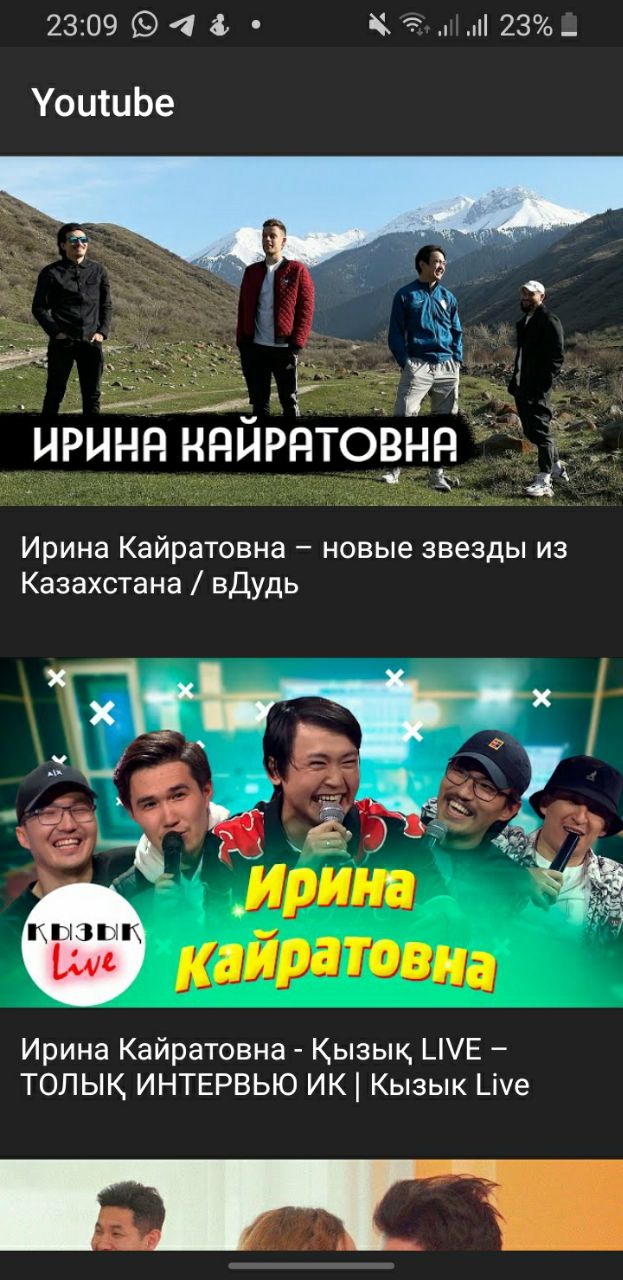 23:09
23%
Youtube
ИРИНА КАЙРАТОВНА
Ирина Кайратовна – новые звезды из
Казахстана / вДудь
A|X
Ирина
Кайратовна
ҚЫЗЫҚ
Live
Ирина Кайратовна - Қызық LIVE –
ТОЛЫҚ ИНТЕРВЬЮ ИК | Кызык Live